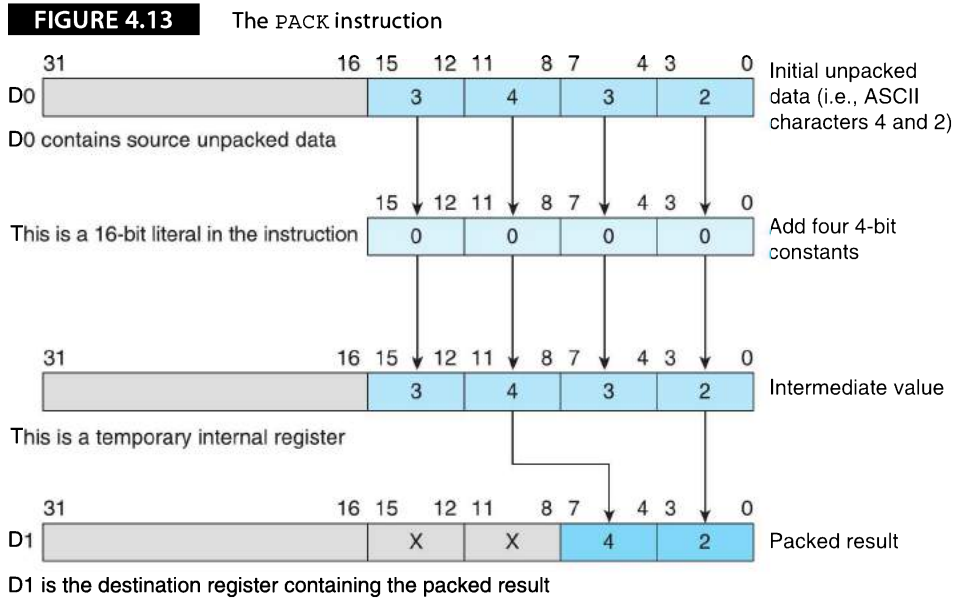 FIGURE 4.13 The PACK instruction
31 16 15 12 11 8 7 4 3 0
D0 3 4 3 2
Initial unpacked
data (i.e., ASCII
characters 4 and 2)
D0 contains source unpacked data
15 12 11 8 7 4 3 0
This is a 16-bit literal in the instruction 0 0 0 0
Add four 4-bit
constants
31 16 15 12 11 8 7 4 3 0
3 4 3 2 Intermediate value
This is a temporary internal register
31 16 15 12 11 8 7 4 3 0
D1 X X 4 2 Packed result
D1 is the destination register containing the packed result